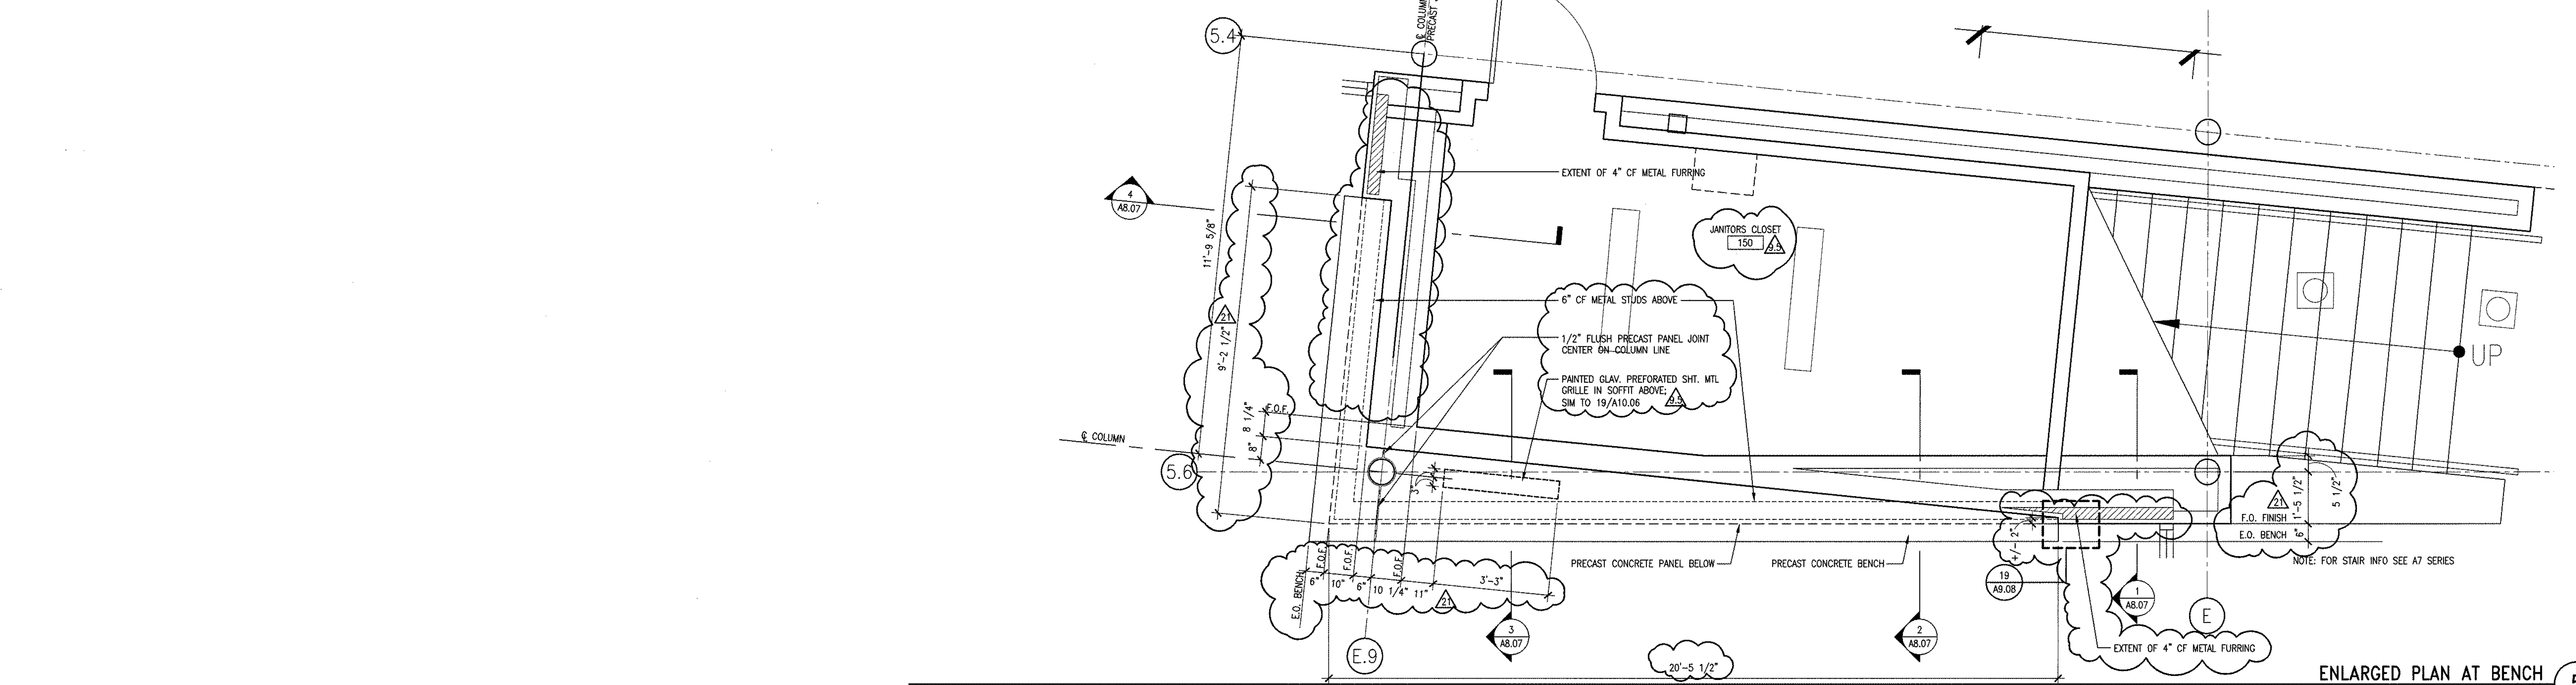 5.4
℄ COLUMN
PRECAST
4
A8.07
11'-9 5/8"
21
9'-2 1/2"
F.O.F.
8 1/4"
8"
℄ COLUMN
5.6
EXTENT OF 4" CF METAL FURRING
JANITORS CLOSET
150
9.5
6" CF METAL STUDS ABOVE
1/2" FLUSH PRECAST PANEL JOINT
CENTER ON COLUMN LINE
PAINTED GLAV. PREFORATED SHT. MTL
GRILLE IN SOFFIT ABOVE;
SIM TO 19/A10.06
9.5
UP
3"
21
F.O. FINISH
E.O. BENCH
1'-5 1/2"
6"
5 1/2"
+/- 2"
NOTE: FOR STAIR INFO SEE A7 SERIES
PRECAST CONCRETE PANEL BELOW
PRECAST CONCRETE BENCH
E.O. BENCH
F.O.F.
F.O.F.
F.O.F.
6"
10"
6"
10 1/4"
11"
3'-3"
21
19
A9.08
1
A8.07
3
A8.07
2
A8.07
E
E.9
EXTENT OF 4" CF METAL FURRING
20'-5 1/2"
ENLARGED PLAN AT BENCH